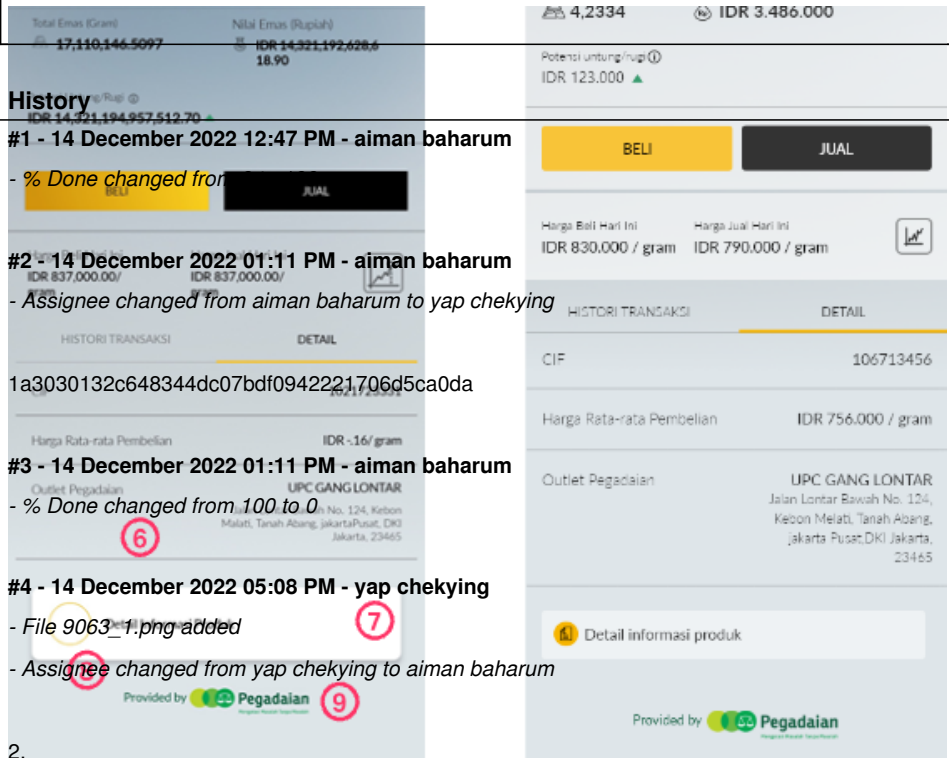 Total Emas (Gram)
Nilai Emas (Rupiah)
17,110,146.5097
IDR 14,321,192,628,6
18.90
/Rugi
IDR 14,321,194,957,512.70
History
#1 - 14 December 2022 12:47 PM - aiman baharum
- % Done changed from
BELI
JUAL
#2 - 14 December 2022 01:11 PM - aiman baharum
IDR 837,000.00/
gram
IDR 837,000.00/
gram
- Assignee changed from aiman baharum to yap chekying
HISTORI TRANSAKSI
DETAIL
1a3030132c648344dc07bdf0942221706d5ca0da
Harga Rata-rata Pembelian
IDR -.16/ gram
#3 - 14 December 2022 01:11 PM - aiman baharum
Outlet Pegadaian
UPC GANG LONTAR
- % Done changed from 100 to 0
No. 124, Kebon
Malati, Tanah Abang, jakartaPusat, DKI
Jakarta, 23465
6
#4 - 14 December 2022 05:08 PM - yap chekying
- File 9063_1.png added
7
- Assignee changed from yap chekying to aiman baharum
8
Provided by Pegadaian
9
2.
4,2334
IDR 3.486.000
Potensi untung/rugi
IDR 123.000
BELI
JUAL
Harga Beli Hari Ini
Harga Jual Hari Ini
IDR 830.000 / gram
IDR 790.000 / gram
HISTORI TRANSAKSI
DETAIL
CIF
106713456
Harga Rata-rata Pembelian
IDR 756.000 / gram
Outlet Pegadaian
UPC GANG LONTAR
Jalan Lontar Bawah No. 124,
Kebon Melati, Tanah Abang,
jakarta Pusat,DKI Jakarta,
23465
Detail informasi produk
Provided by Pegadaian